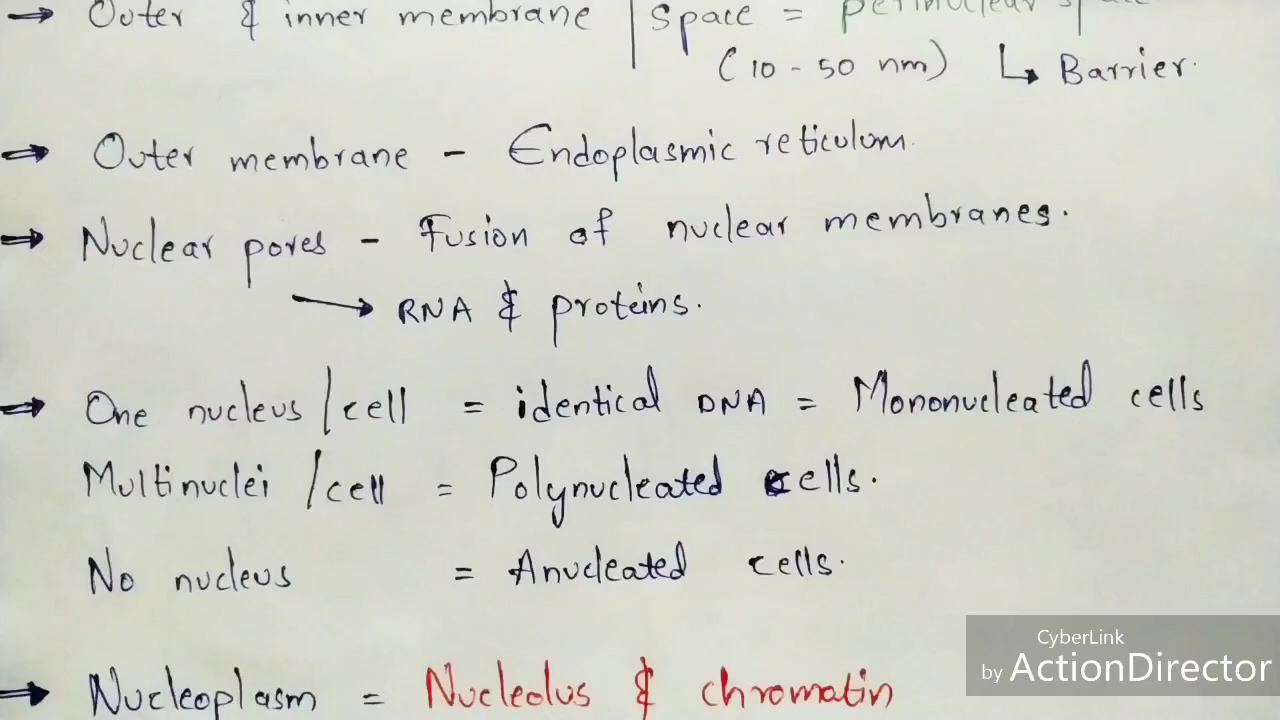 → Outer & inner membrane | space = perinuclear space
(10 - 50 nm) ↳ Barrier.
→ Outer membrane - Endoplasmic reticulum.
→ Nuclear pores - Fusion of nuclear membranes.
→ RNA & proteins.
→ One nucleus / cell = identical DNA = Mononucleated cells
Multinuclei / cell = Polynucleated cells.
No nucleus = Anucleated cells.
→ Nucleoplasm = Nucleolus & chromatin
CyberLink
by ActionDirector